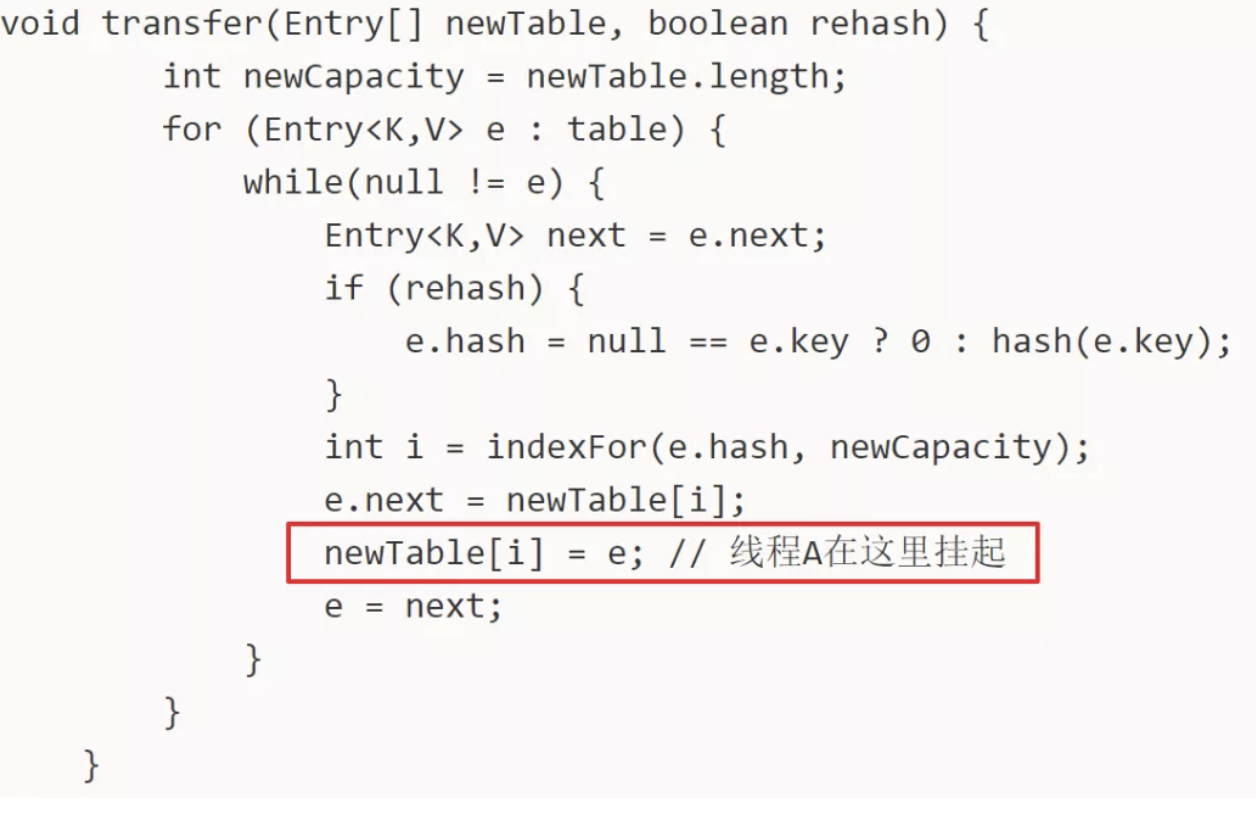 void transfer(Entry[] newTable, boolean rehash) {
        int newCapacity = newTable.length;
        for (Entry<K,V> e : table) {
            while(null != e) {
                Entry<K,V> next = e.next;
                if (rehash) {
                    e.hash = null == e.key ? 0 : hash(e.key);
                }
                int i = indexFor(e.hash, newCapacity);
                e.next = newTable[i];
                newTable[i] = e; // 线程A在这里挂起
                e = next;
            }
        }
    }